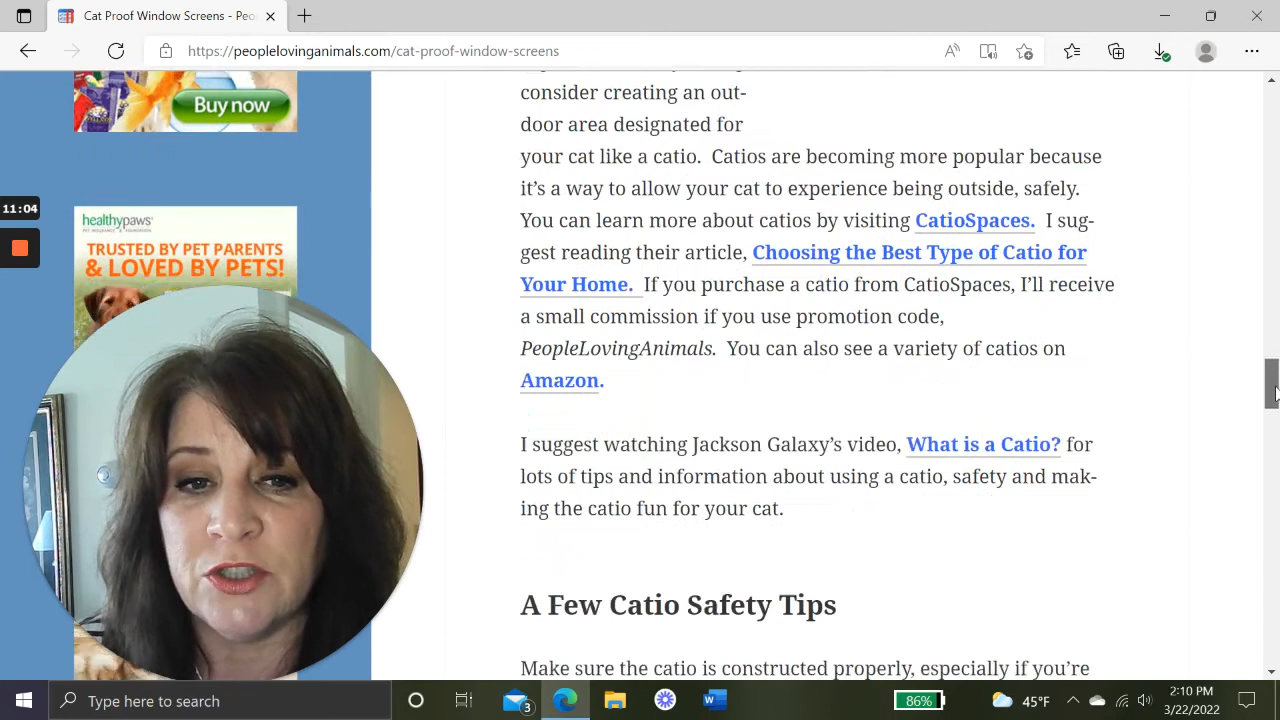 Cat Proof Window Screens - Peo
https://peoplelovinganimals.com/cat-proof-window-screens
Buy now
11:04
healthypaws
PET INSURANCE & FOUNDATION
TRUSTED BY PET PARENTS
& LOVED BY PETS!
consider creating an out-
door area designated for
your cat like a catio. Catios are becoming more popular because
it's a way to allow your cat to experience being outside, safely.
You can learn more about catios by visiting CatioSpaces. I sug-
gest reading their article, Choosing the Best Type of Catio for
Your Home. If you purchase a catio from CatioSpaces, I'll receive
a small commission if you use promotion code,
PeopleLovingAnimals. You can also see a variety of catios on
Amazon.
I suggest watching Jackson Galaxy's video, What is a Catio? for
lots of tips and information about using a catio, safety and mak-
ing the catio fun for your cat.
A Few Catio Safety Tips
Make sure the catio is constructed properly, especially if you're
Type here to search
3
86%
45°F
2:10 PM
3/22/2022